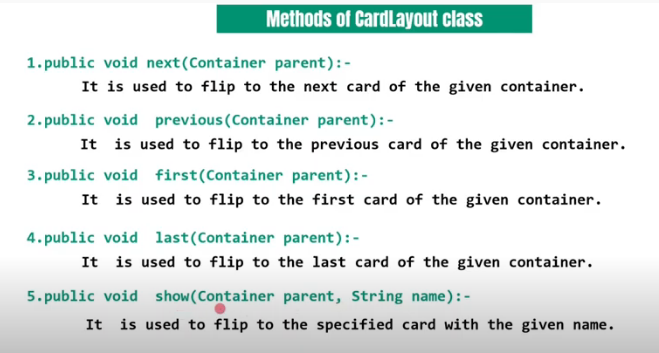 Methods of CardLayout class
1.public void next(Container parent):-
It is used to flip to the next card of the given container.
2.public void previous(Container parent):-
It is used to flip to the previous card of the given container.
3.public void first(Container parent):-
It is used to flip to the first card of the given container.
4.public void last(Container parent):-
It is used to flip to the last card of the given container.
5.public void show(Container parent, String name):-
It is used to flip to the specified card with the given name.